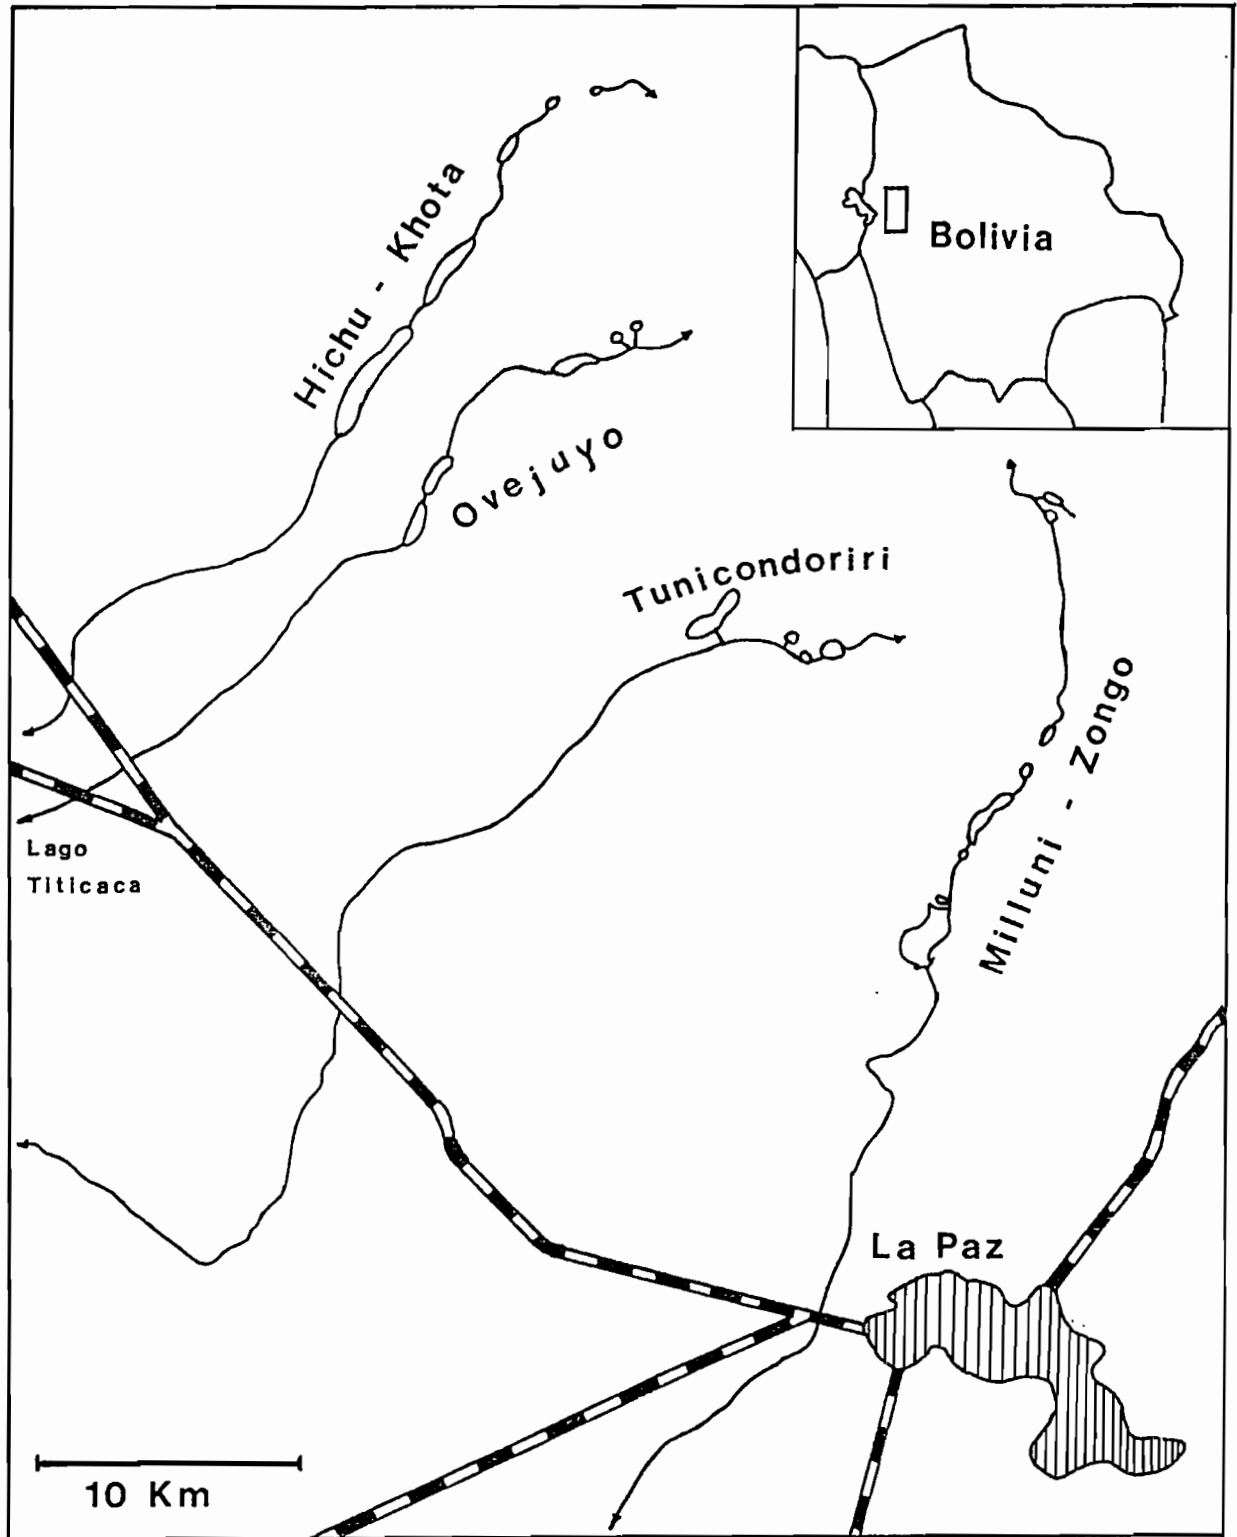 Hichu - Khota
Bolivia
Ovejuyo
Tunicondoriri
Milluni - Zongo
Lago
Titicaca
La Paz
10 Km